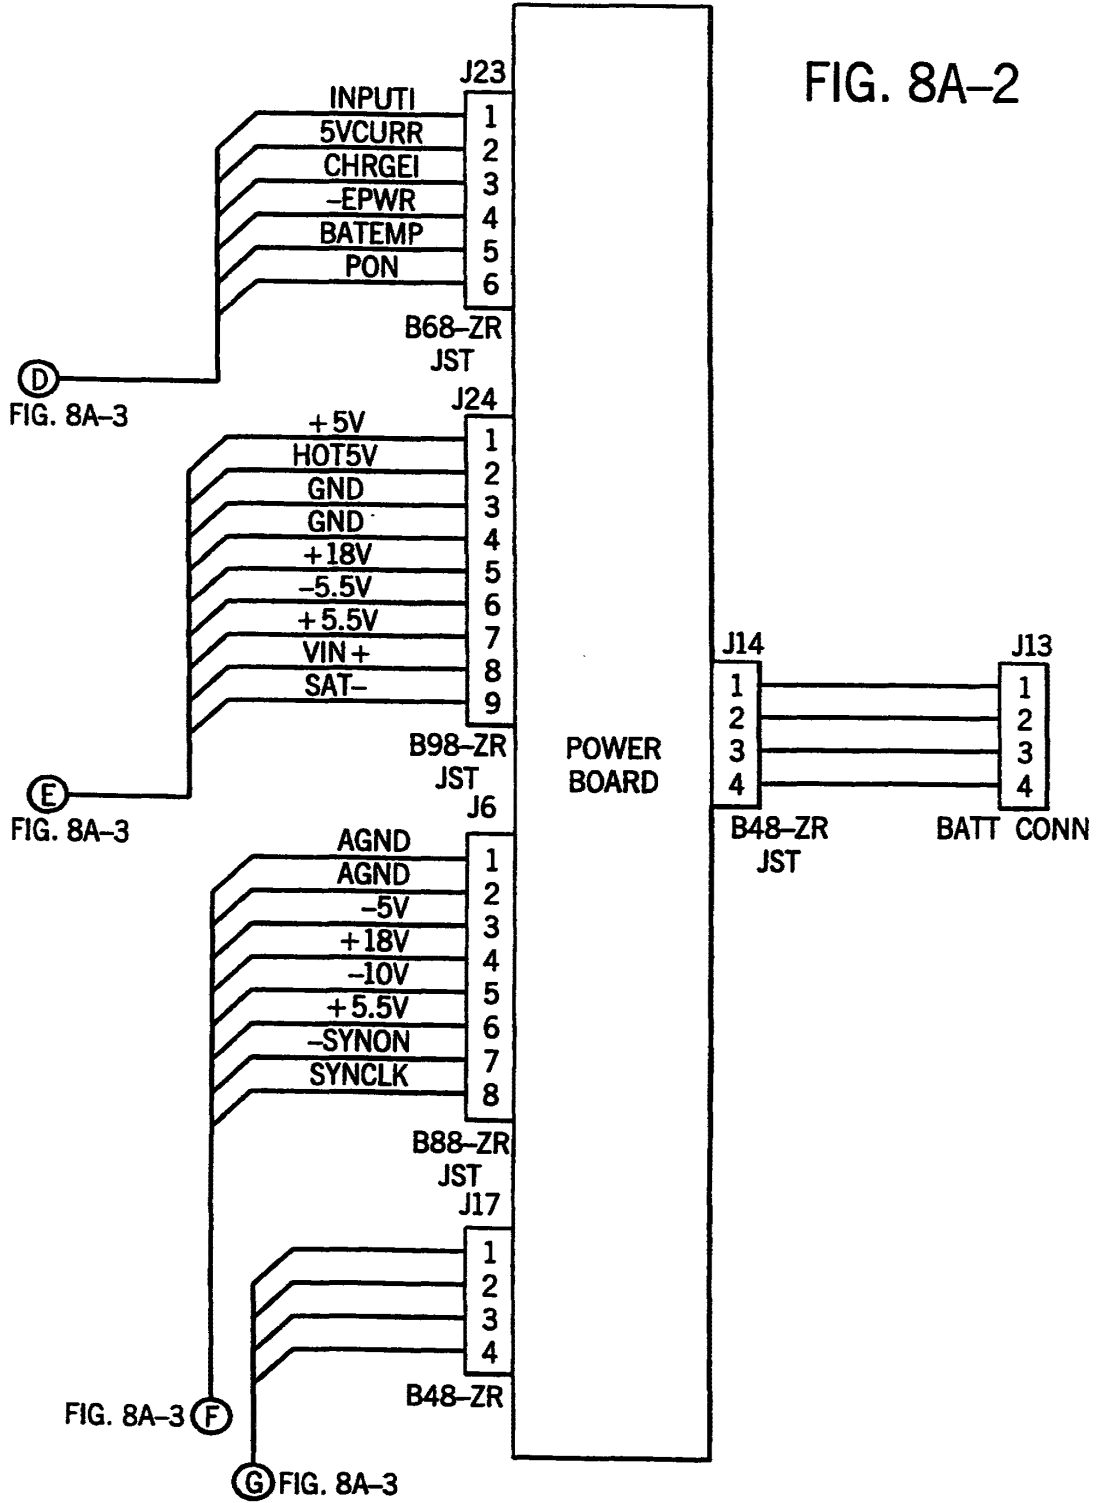 FIG. 8A–2
J23
INPUTI
1
5VCURR
2
CHRGEI
3
–EPWR
4
BATEMP
5
PON
6
B68–ZR
JST
D
FIG. 8A–3
J24
+5V
1
HOT5V
2
GND
3
GND
4
+18V
5
–5.5V
6
+5.5V
7
VIN+
8
SAT–
9
B98–ZR
JST
E
FIG. 8A–3
POWER
BOARD
J14
1
2
3
4
B48–ZR
JST
J13
1
2
3
4
BATT CONN
J6
AGND
1
AGND
2
–5V
3
+18V
4
–10V
5
+5.5V
6
–SYNON
7
SYNCLK
8
B88–ZR
JST
J17
1
2
3
4
B48–ZR
FIG. 8A–3 F
G FIG. 8A–3